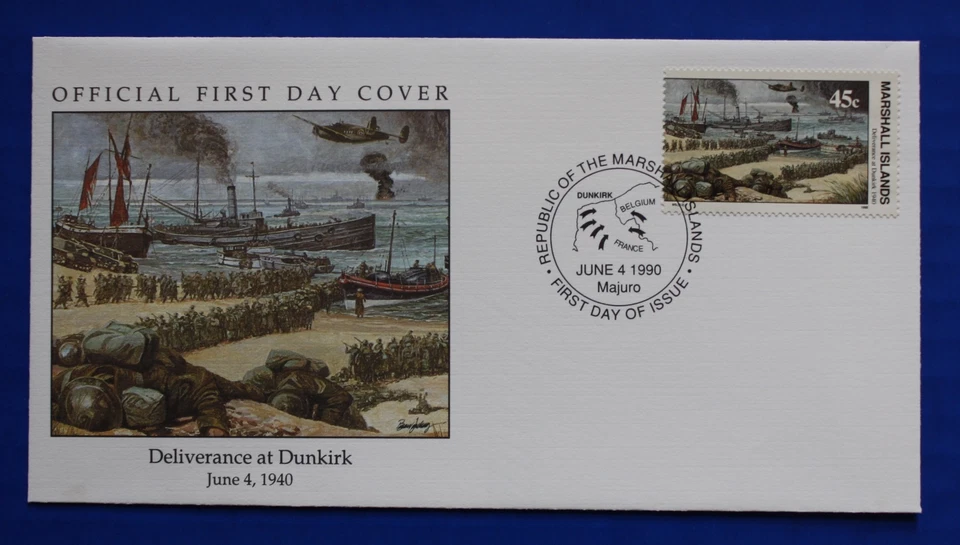 OFFICIAL FIRST DAY COVER
Deliverance at Dunkirk
June 4, 1940
45c
MARSHALL ISLANDS
Deliverance at Dunkirk 1940
• REPUBLIC OF THE MARSHALL ISLANDS •
DUNKIRK
BELGIUM
FRANCE
JUNE 4 1990
Majuro
FIRST DAY OF ISSUE